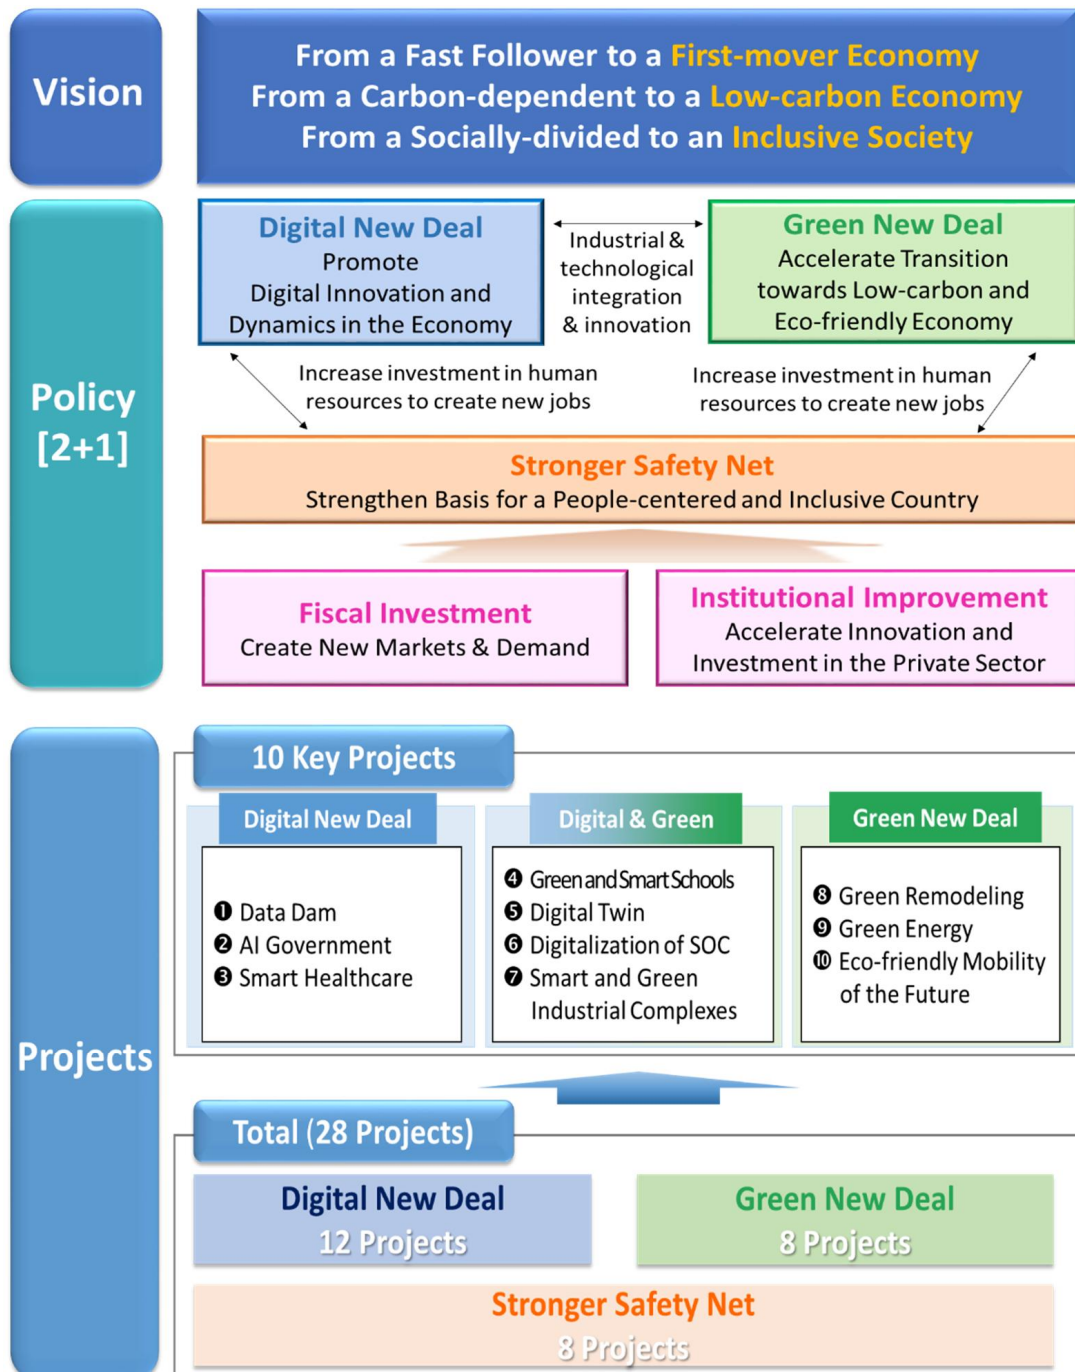 Vision
From a Fast Follower to a First-mover Economy
From a Carbon-dependent to a Low-carbon Economy
From a Socially-divided to an Inclusive Society
Policy
[2+1]
Digital New Deal
Promote
Digital Innovation and
Dynamics in the Economy
Industrial &
technological
integration
& innovation
Green New Deal
Accelerate Transition
towards Low-carbon and
Eco-friendly Economy
Increase investment in human
resources to create new jobs
Increase investment in human
resources to create new jobs
Stronger Safety Net
Strengthen Basis for a People-centered and Inclusive Country
Fiscal Investment
Create New Markets & Demand
Institutional Improvement
Accelerate Innovation and
Investment in the Private Sector
Projects
10 Key Projects
Digital New Deal
❶ Data Dam
❷ AI Government
❸ Smart Healthcare
Digital & Green
❹ Green and Smart Schools
❺ Digital Twin
❻ Digitalization of SOC
❼ Smart and Green
Industrial Complexes
Green New Deal
❽ Green Remodeling
❾ Green Energy
❿ Eco-friendly Mobility
of the Future
Total (28 Projects)
Digital New Deal
12 Projects
Green New Deal
8 Projects
Stronger Safety Net
8 Projects